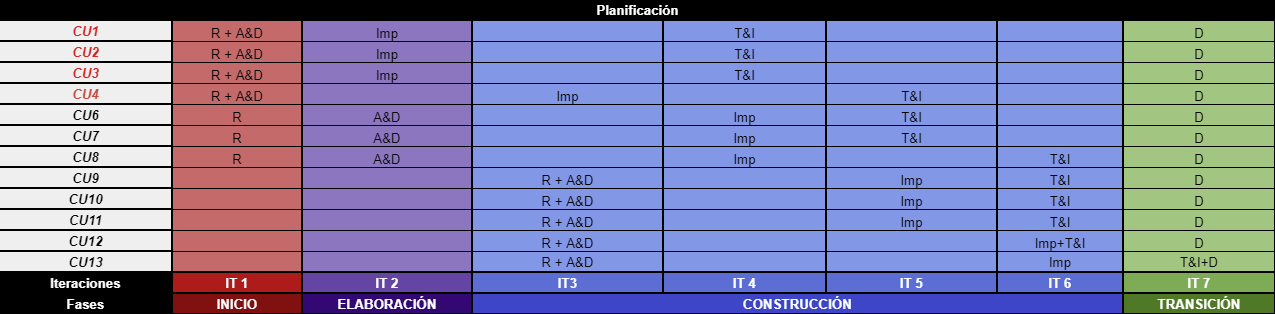 Planificación
CU1 R + A&D Imp T&I D
CU2 R + A&D Imp T&I D
CU3 R + A&D Imp T&I D
CU4 R + A&D Imp T&I D
CU6 R A&D Imp T&I D
CU7 R A&D Imp T&I D
CU8 R A&D Imp T&I D
CU9 R + A&D Imp T&I D
CU10 R + A&D Imp T&I D
CU11 R + A&D Imp T&I D
CU12 R + A&D Imp+T&I D
CU13 R + A&D Imp T&I+D
Iteraciones IT 1 IT 2 IT3 IT 4 IT 5 IT 6 IT 7
Fases INICIO ELABORACIÓN CONSTRUCCIÓN TRANSICIÓN